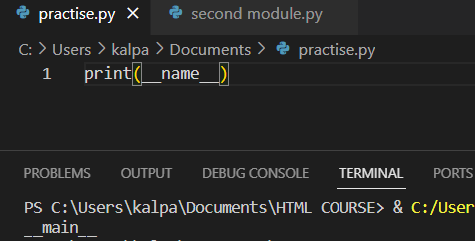 practise.py × second module.py
C: > Users > kalpa > Documents > practise.py
1 print(__name__)
PROBLEMS OUTPUT DEBUG CONSOLE TERMINAL PORTS
PS C:\Users\kalpa\Documents\HTML COURSE> & C:/User
__main__